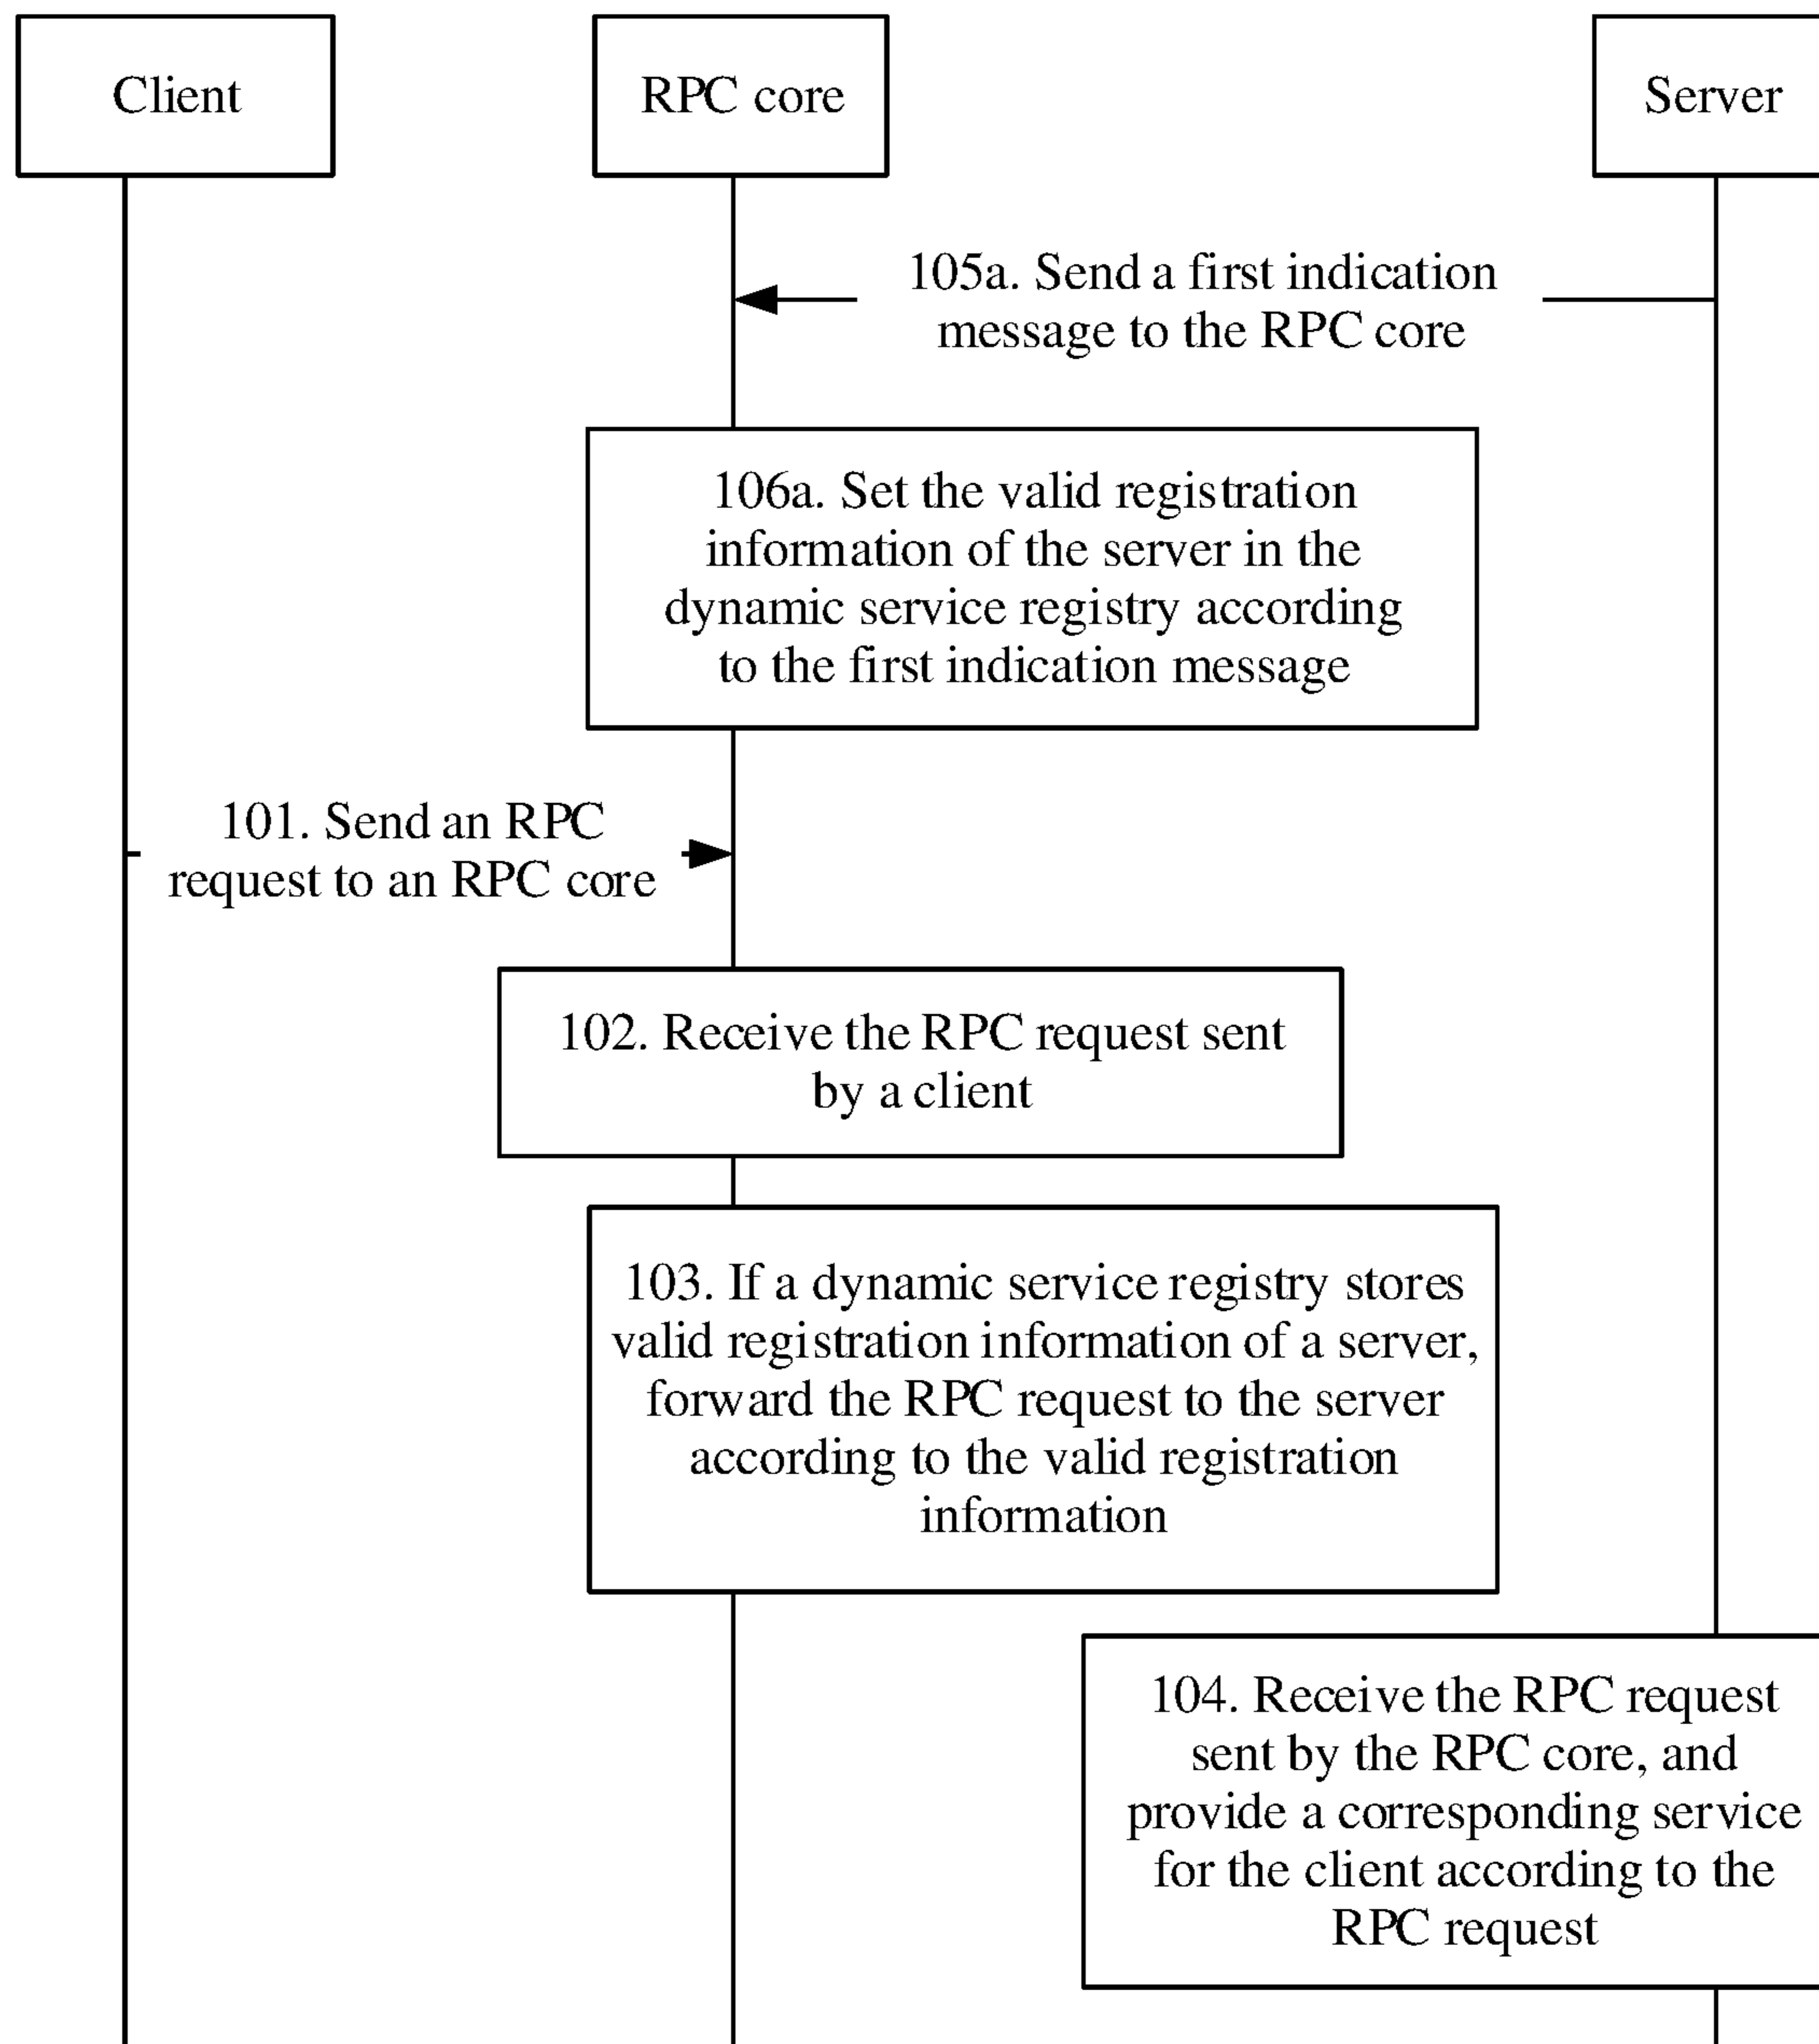 Client
RPC core
Server
105a. Send a first indication
message to the RPC core
106a. Set the valid registration
information of the server in the
dynamic service registry according
to the first indication message
101. Send an RPC
request to an RPC core
102. Receive the RPC request sent
by a client
103. If a dynamic service registry stores
valid registration information of a server,
forward the RPC request to the server
according to the valid registration
information
104. Receive the RPC request
sent by the RPC core, and
provide a corresponding service
for the client according to the
RPC request